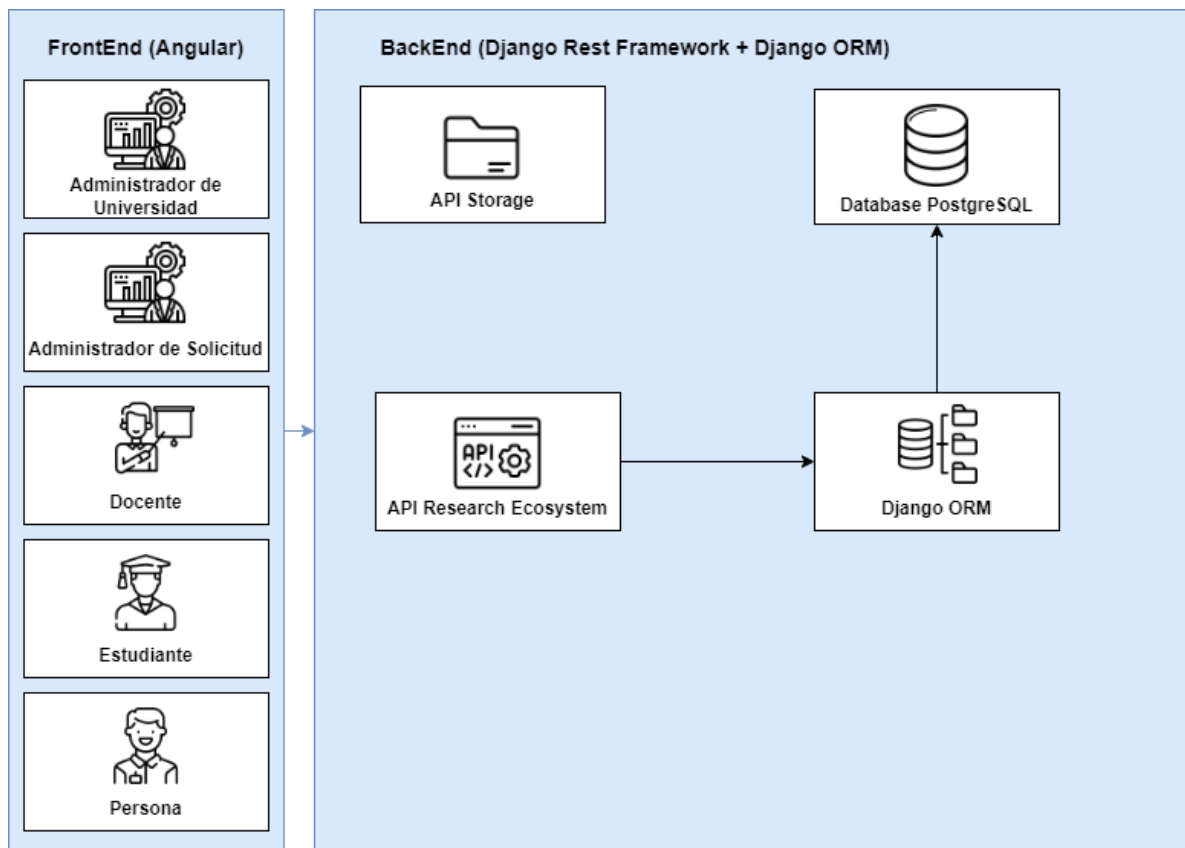 FrontEnd (Angular)
Administrador de
Universidad
Administrador de Solicitud
Docente
Estudiante
Persona
BackEnd (Django Rest Framework + Django ORM)
API Storage
Database PostgreSQL
API
</>
API Research Ecosystem
Django ORM